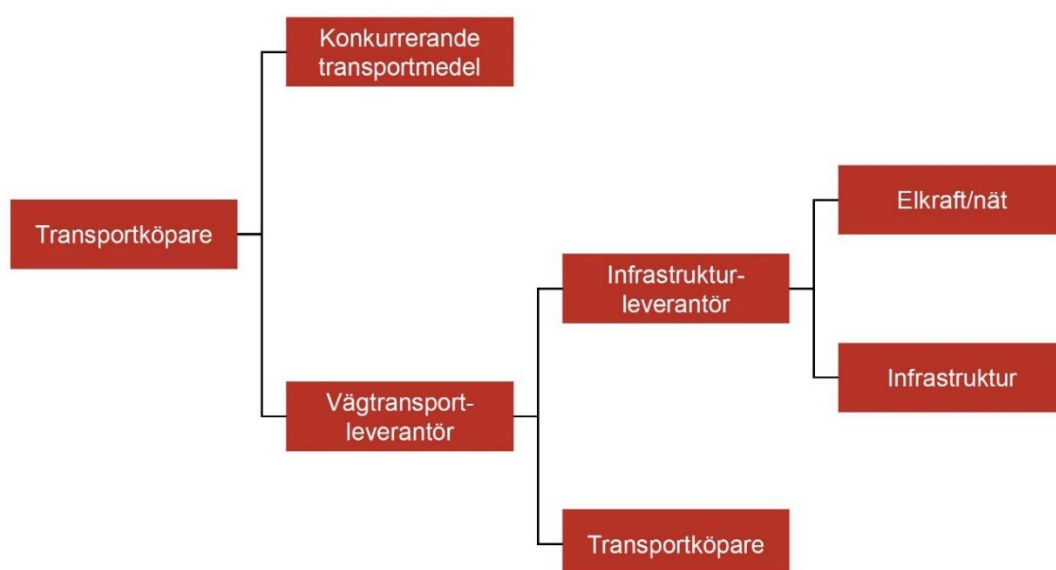 Konkurrerande
transportmedel
Elkraft/nät
Transportköpare
Infrastruktur-
leverantör
Infrastruktur
Vägtransport-
leverantör
Transportköpare